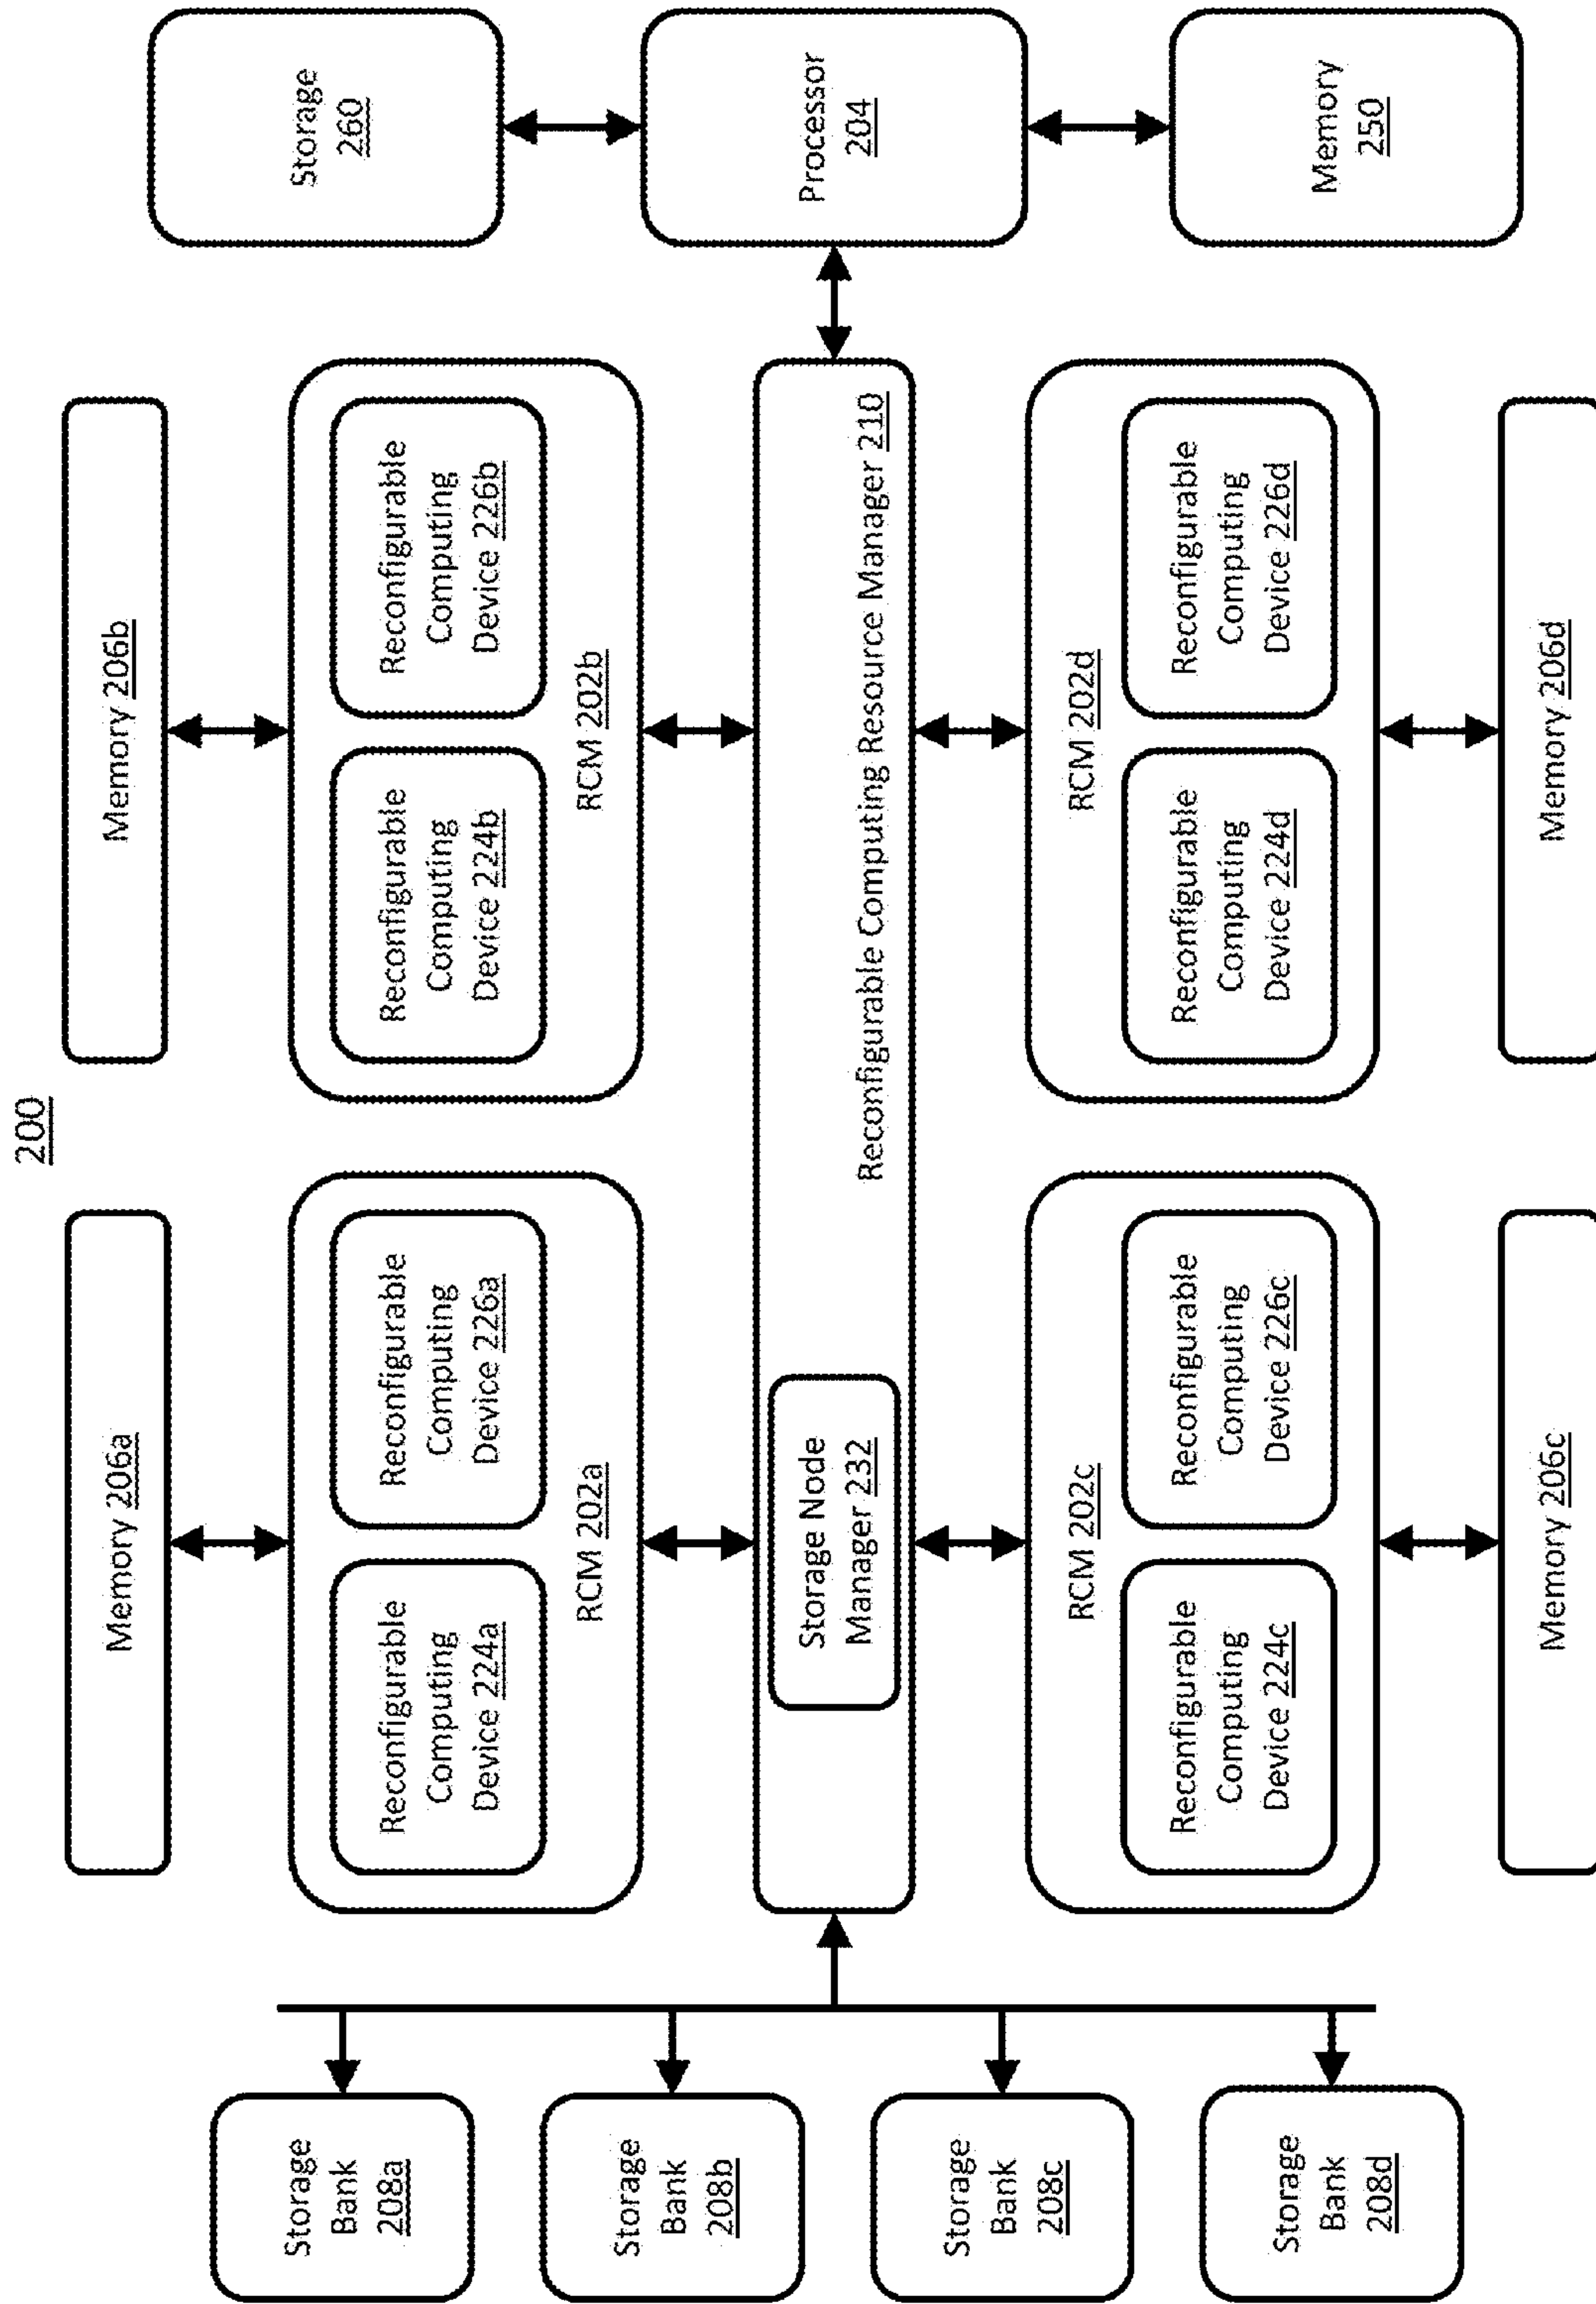 200
Memory 206a
Memory 206b
Reconfigurable
Computing
Device 224a
Reconfigurable
Computing
Device 226a
RCM 202a
Reconfigurable
Computing
Device 224b
Reconfigurable
Computing
Device 226b
RCM 202b
Storage
260
Storage
Bank
208a
Storage
Bank
208b
Storage Node
Manager 232
Reconfigurable Computing Resource Manager 210
Processor
204
Storage
Bank
208c
Storage
Bank
208d
RCM 202c
Reconfigurable
Computing
Device 224c
Reconfigurable
Computing
Device 226c
RCM 202d
Reconfigurable
Computing
Device 224d
Reconfigurable
Computing
Device 226d
Memory
250
Memory 206c
Memory 206d